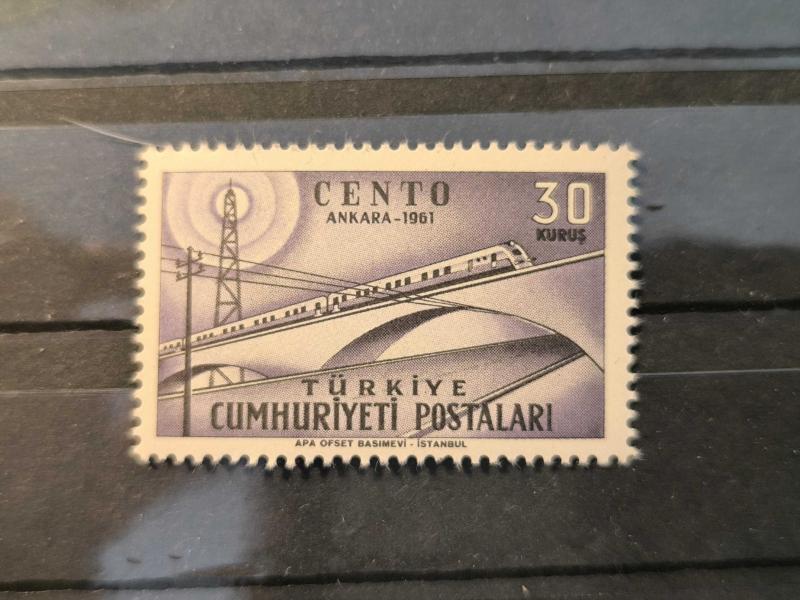 CENTO
ANKARA-1961
30
KURUŞ
TÜRKİYE
CUMHURİYETİ POSTALARI
APA OFSET BASIMEVİ - İSTANBUL